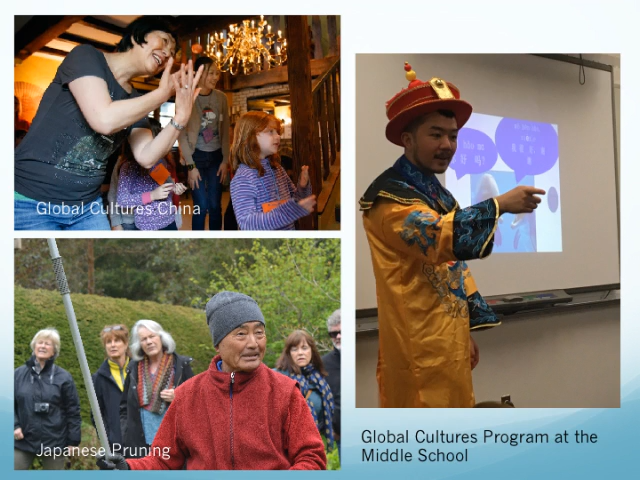 Global Cultures China
Japanese Pruning
Global Cultures Program at the
Middle School